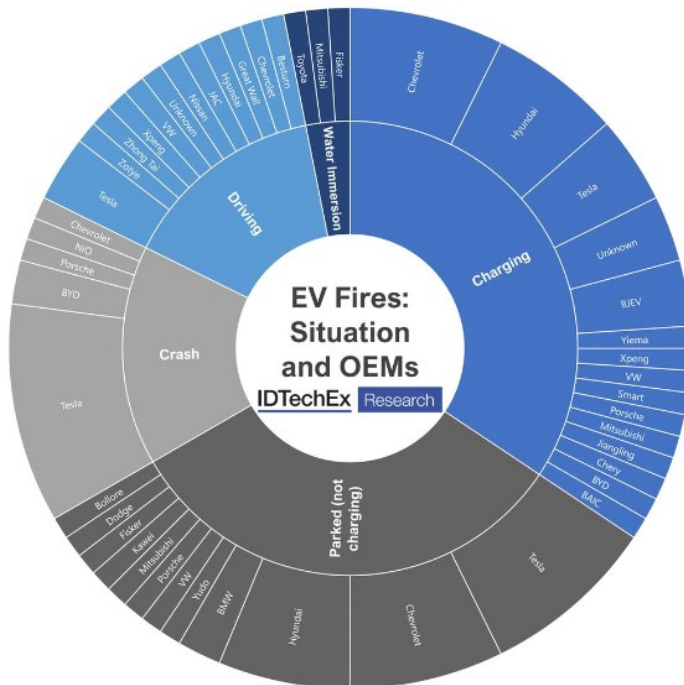 EV Fires:
Situation
and OEMs
IDTechEx Research
Charging
Chevrolet
Hyundai
Tesla
Unknown
BJEV
Yiema
Xpeng
VW
Smart
Porsche
Mitsubishi
Jiangling
Chery
BYD
BAIC
Parked (not
charging)
Tesla
Chevrolet
Hyundai
BMW
Yudo
VW
Porsche
Mitsubishi
Kawei
Fisker
Dodge
Bollore
Crash
Tesla
BYD
Porsche
NIO
Chevrolet
Driving
Tesla
Zotye
Zhong Tai
Xpeng
VW
Unknown
Nissan
JAC
Hyundai
Great Wall
Chevrolet
Besturn
Water Immersion
Toyota
Mitsubishi
Fisker